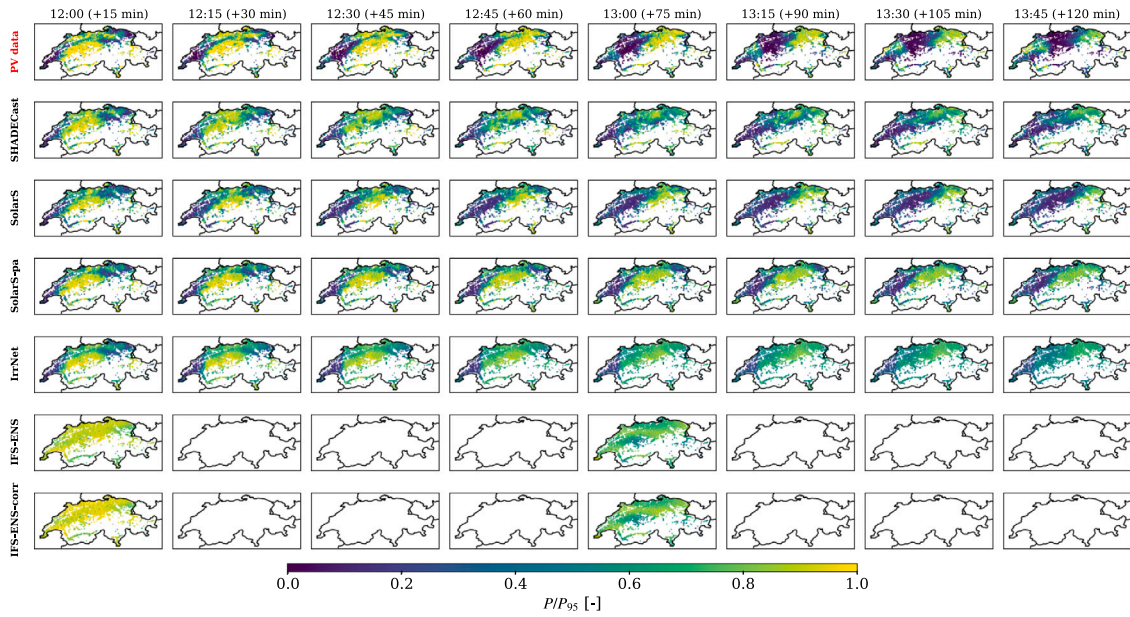 12:00 (+15 min) 12:15 (+30 min) 12:30 (+45 min) 12:45 (+60 min) 13:00 (+75 min) 13:15 (+90 min) 13:30 (+105 min) 13:45 (+120 min)
PV data
SHADECast
SolarS
SolarS-pa
IrrNet
IFS-ENS
IFS-ENS-corr
0.0 0.2 0.4 0.6 0.8 1.0
P/P95 [-]